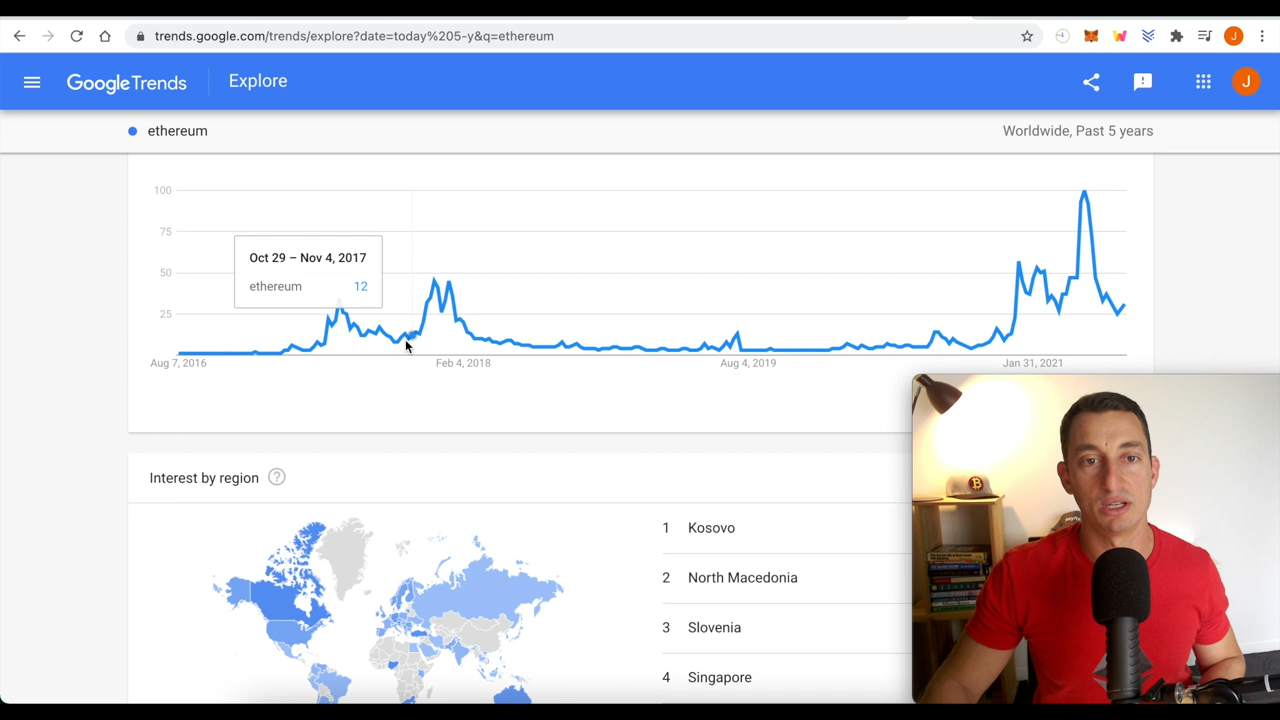 trends.google.com/trends/explore?date=today%205-y&q=ethereum
J
Google Trends
Explore
J
ethereum
Worldwide, Past 5 years
100
75
50
25
Oct 29 – Nov 4, 2017
ethereum 12
Aug 7, 2016
Feb 4, 2018
Aug 4, 2019
Jan 31, 2021
Interest by region ?
1 Kosovo
2 North Macedonia
3 Slovenia
4 Singapore